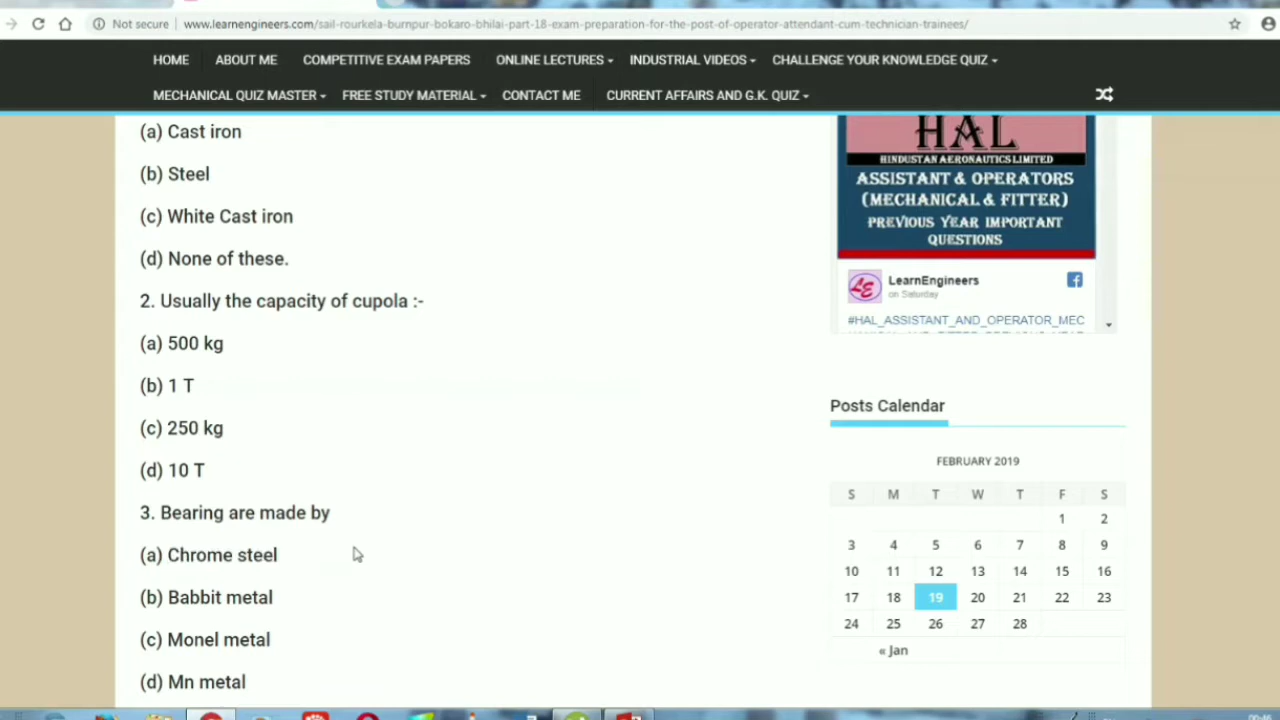 Not secure
www.learnengineers.com/sail-rourkela-burnpur-bokaro-bhilai-part-18-exam-preparation-for-the-post-of-operator-attendant-cum-technician-trainees/
HOME ABOUT ME COMPETITIVE EXAM PAPERS ONLINE LECTURES INDUSTRIAL VIDEOS CHALLENGE YOUR KNOWLEDGE QUIZ
MECHANICAL QUIZ MASTER FREE STUDY MATERIAL CONTACT ME CURRENT AFFAIRS AND G.K. QUIZ
(a) Cast iron
(b) Steel
(c) White Cast iron
(d) None of these.
2. Usually the capacity of cupola :-
(a) 500 kg
(b) 1 T
(c) 250 kg
(d) 10 T
3. Bearing are made by
(a) Chrome steel
(b) Babbit metal
(c) Monel metal
(d) Mn metal
HAL
HINDUSTAN AERONAUTICS LIMITED
ASSISTANT & OPERATORS
(MECHANICAL & FITTER)
PREVIOUS YEAR IMPORTANT
QUESTIONS
LE
LearnEngineers
on Saturday
#HAL_ASSISTANT_AND_OPERATOR_MEC
Posts Calendar
FEBRUARY 2019
S M T W T F S
1 2
3 4 5 6 7 8 9
10 11 12 13 14 15 16
17 18 19 20 21 22 23
24 25 26 27 28
« Jan